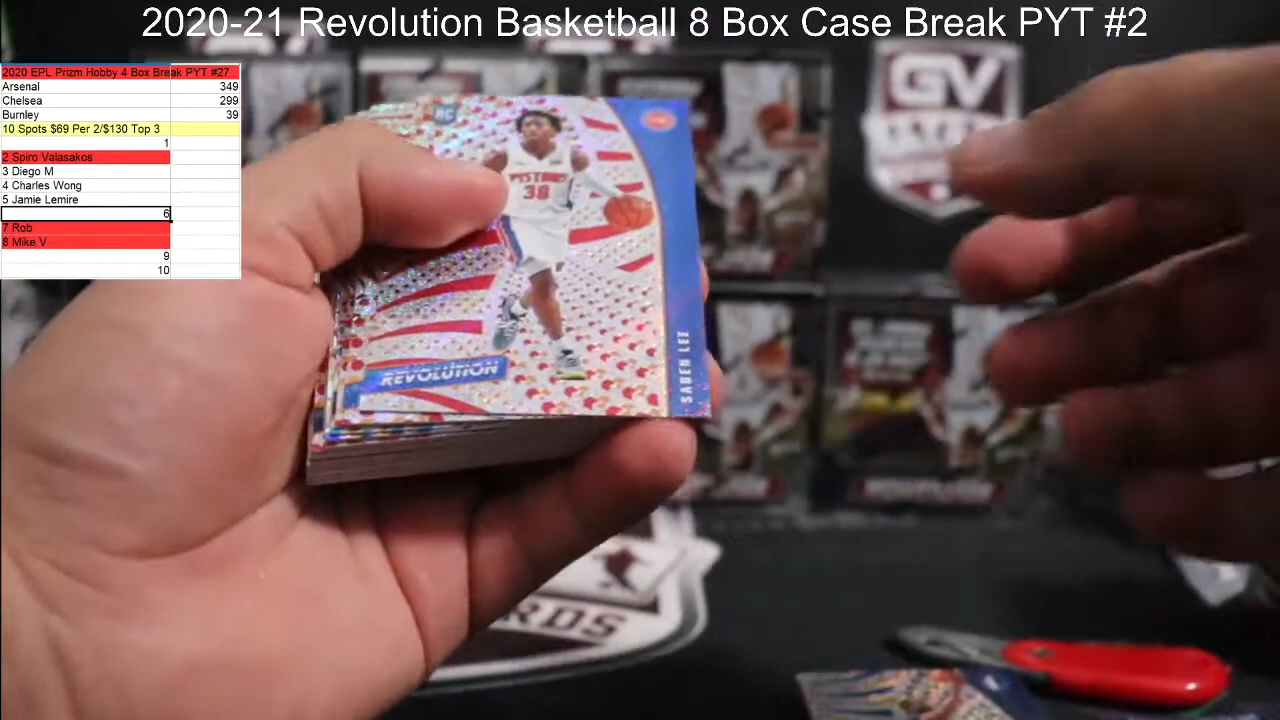 2020-21 Revolution Basketball 8 Box Case Break PYT #2
2020 EPL Prizm Hobby 4 Box Break PYT #27
Arsenal 349
Chelsea 299
Burnley 39
10 Spots $69 Per 2/$130 Top 3
1
2 Spiro Valasakos
3 Diego M
4 Charles Wong
5 Jamie Lemire
6
7 Rob
8 Mike V
9
10
RC
PISTONS
38
REVOLUTION
SABEN LEE
GV